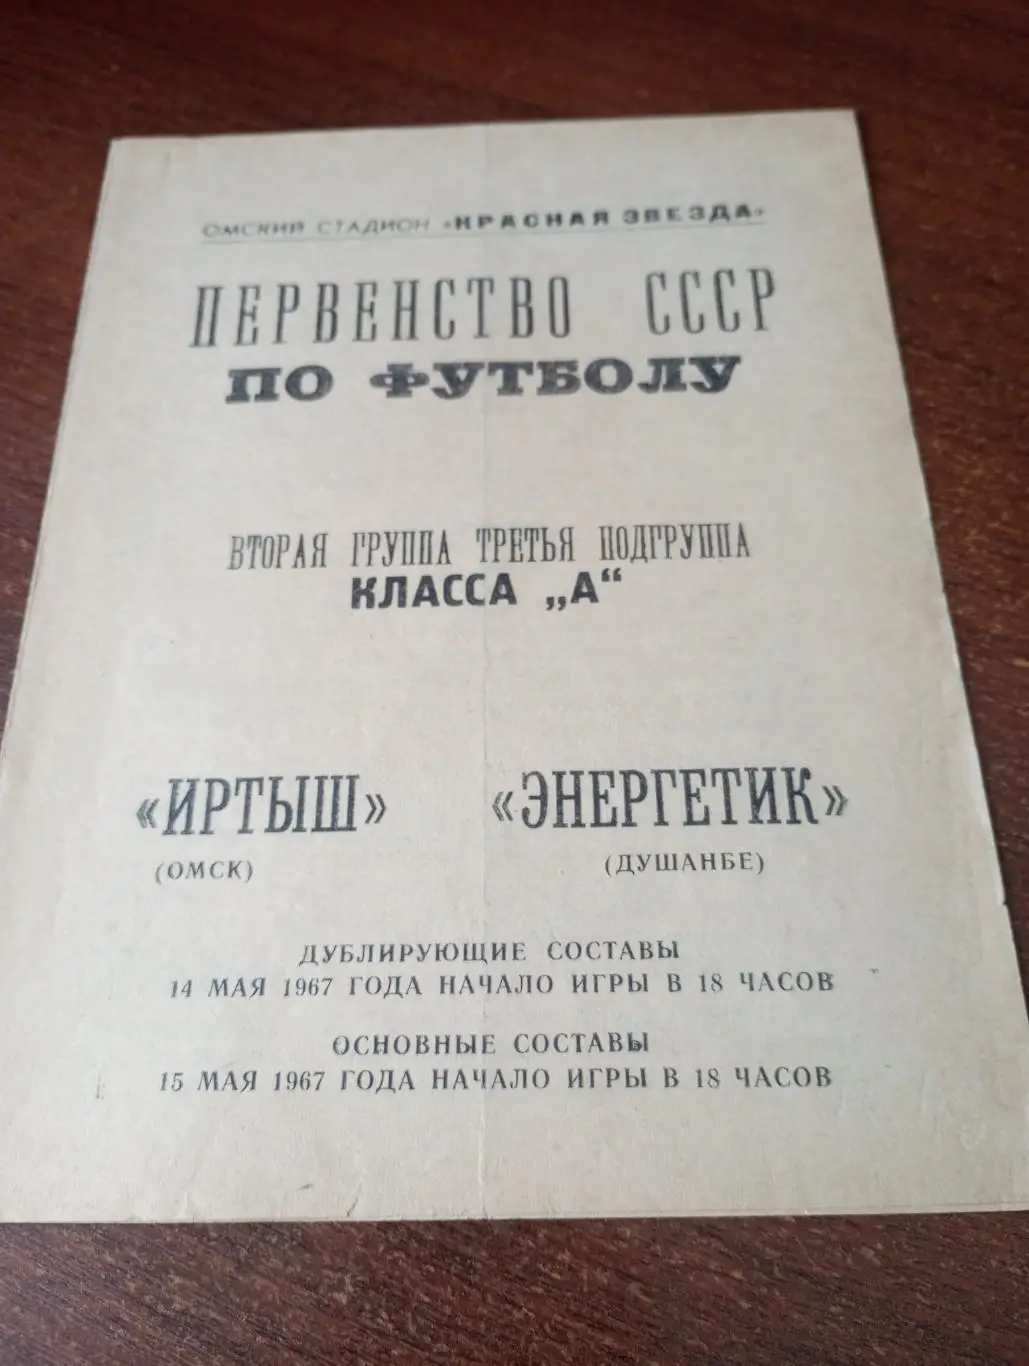 ОМСКИЙ СТАДИОН «КРАСНАЯ ЗВЕЗДА»
ПЕРВЕНСТВО СССР
ПО ФУТБОЛУ
ВТОРАЯ ГРУППА ТРЕТЬЯ ПОДГРУППА
КЛАССА „А“
«ИРТЫШ» «ЭНЕРГЕТИК»
(ОМСК) (ДУШАНБЕ)
ДУБЛИРУЮЩИЕ СОСТАВЫ
14 МАЯ 1967 ГОДА НАЧАЛО ИГРЫ В 18 ЧАСОВ
ОСНОВНЫЕ СОСТАВЫ
15 МАЯ 1967 ГОДА НАЧАЛО ИГРЫ В 18 ЧАСОВ